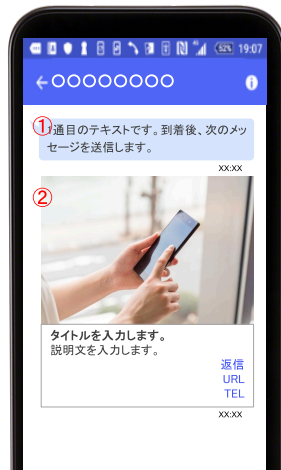 52% 19:07
←○○○○○○○○
①1通目のテキストです。到着後、次のメッ
セージを送信します。
XX:XX
②
タイトルを入力します。
説明文を入力します。
返信
URL
TEL
XX:XX